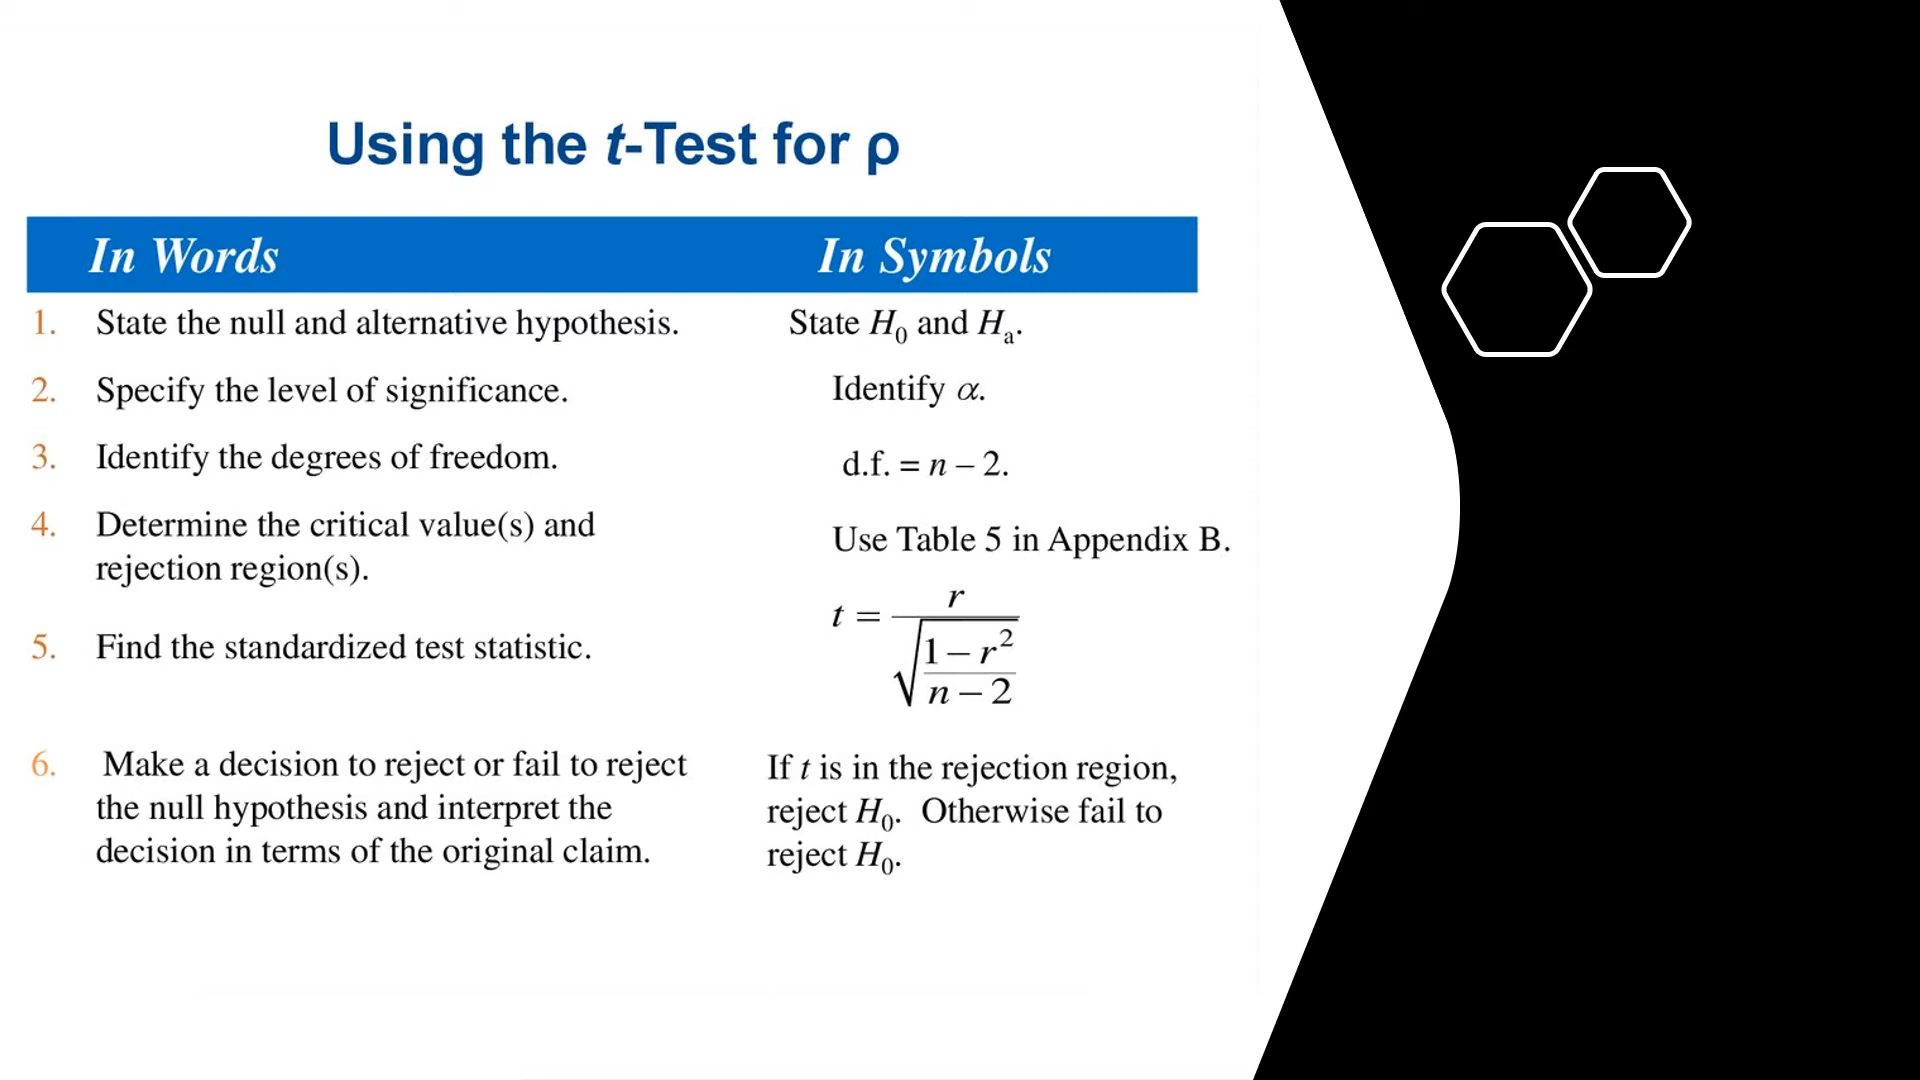 Using the t-Test for ρ
In Words In Symbols
1. State the null and alternative hypothesis. State H₀ and Hₐ.
2. Specify the level of significance. Identify α.
3. Identify the degrees of freedom. d.f. = n – 2.
4. Determine the critical value(s) and
rejection region(s).
Use Table 5 in Appendix B.
5. Find the standardized test statistic.
t = r / √((1 – r²) / (n – 2))
6. Make a decision to reject or fail to reject
the null hypothesis and interpret the
decision in terms of the original claim.
If t is in the rejection region,
reject H₀. Otherwise fail to
reject H₀.